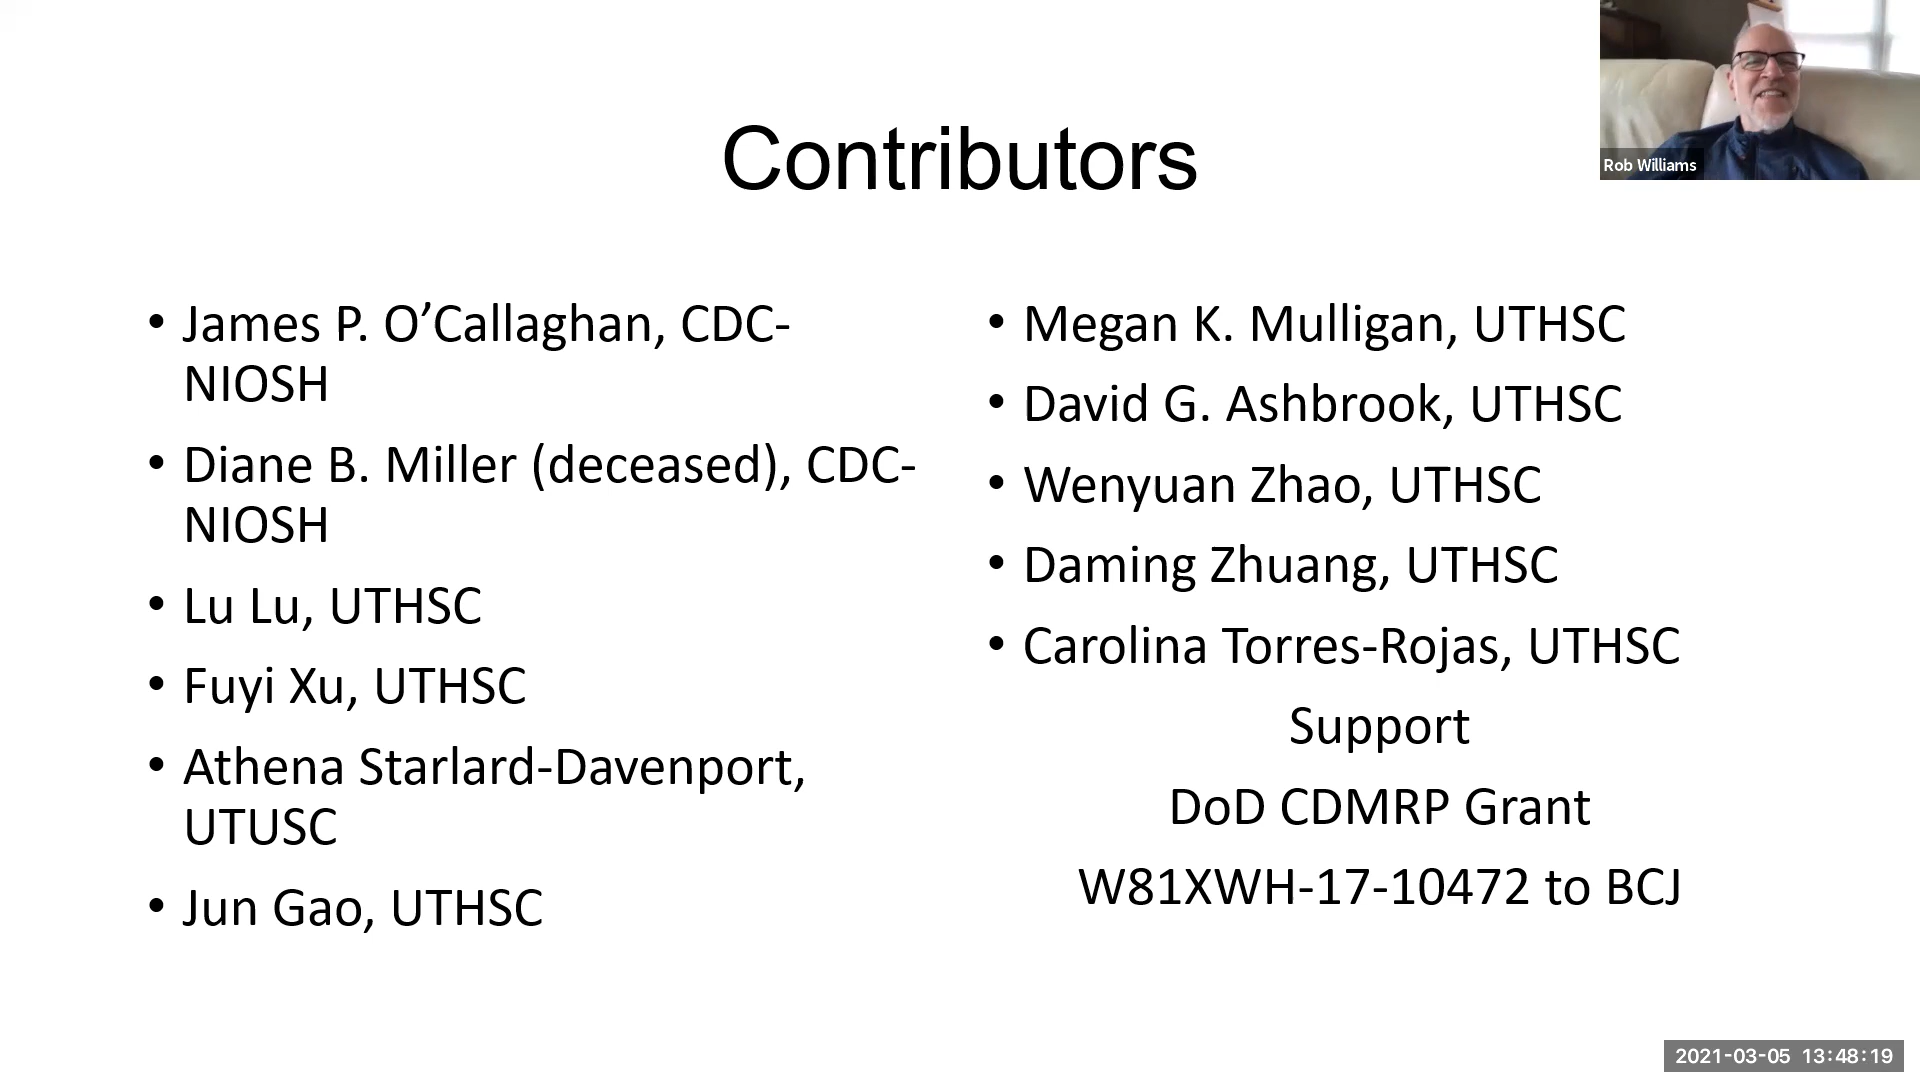 Contributors
Rob Williams
• James P. O’Callaghan, CDC-
NIOSH
• Diane B. Miller (deceased), CDC-
NIOSH
• Lu Lu, UTHSC
• Fuyi Xu, UTHSC
• Athena Starlard-Davenport,
UTUSC
• Jun Gao, UTHSC
• Megan K. Mulligan, UTHSC
• David G. Ashbrook, UTHSC
• Wenyuan Zhao, UTHSC
• Daming Zhuang, UTHSC
• Carolina Torres-Rojas, UTHSC
Support
DoD CDMRP Grant
W81XWH-17-10472 to BCJ
2021-03-05 13:48:19